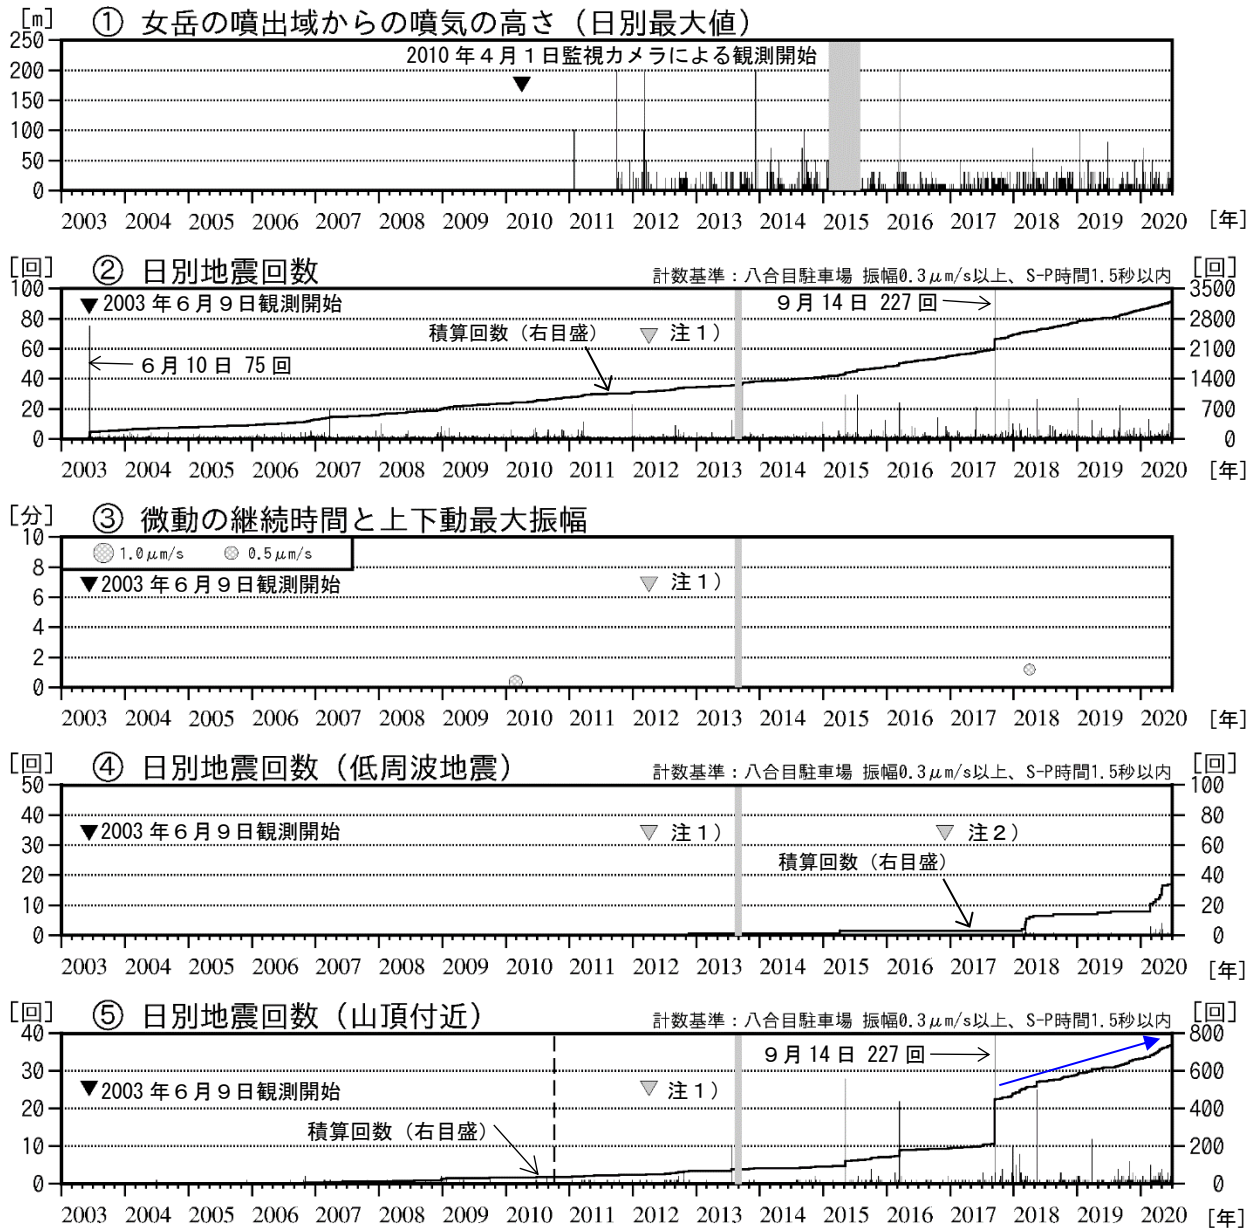 [m] ① 女岳の噴出域からの噴気の高さ（日別最大値）
250
200
150
100
50
0
2010年4月1日監視カメラによる観測開始
2003 2004 2005 2006 2007 2008 2009 2010 2011 2012 2013 2014 2015 2016 2017 2018 2019 2020 [年]
[回] ② 日別地震回数 計数基準：八合目駐車場 振幅0.3μm/s以上、S-P時間1.5秒以内 [回]
100 3500
80 2800
60 2100
40 1400
20 700
0 0
2003年6月9日観測開始
9月14日 227回
積算回数（右目盛）
注1）
6月10日 75回
2003 2004 2005 2006 2007 2008 2009 2010 2011 2012 2013 2014 2015 2016 2017 2018 2019 2020 [年]
[分] ③ 微動の継続時間と上下動最大振幅
10
8
6
4
2
0
1.0μm/s 0.5μm/s
2003年6月9日観測開始
注1）
2003 2004 2005 2006 2007 2008 2009 2010 2011 2012 2013 2014 2015 2016 2017 2018 2019 2020 [年]
[回] ④ 日別地震回数（低周波地震） 計数基準：八合目駐車場 振幅0.3μm/s以上、S-P時間1.5秒以内 [回]
50 100
40 80
30 60
20 40
10 20
0 0
2003年6月9日観測開始
注1）
注2）
積算回数（右目盛）
2003 2004 2005 2006 2007 2008 2009 2010 2011 2012 2013 2014 2015 2016 2017 2018 2019 2020 [年]
[回] ⑤ 日別地震回数（山頂付近） 計数基準：八合目駐車場 振幅0.3μm/s以上、S-P時間1.5秒以内 [回]
40 800
30 600
20 400
10 200
0 0
9月14日 227回
2003年6月9日観測開始
注1）
積算回数（右目盛）
2003 2004 2005 2006 2007 2008 2009 2010 2011 2012 2013 2014 2015 2016 2017 2018 2019 2020 [年]